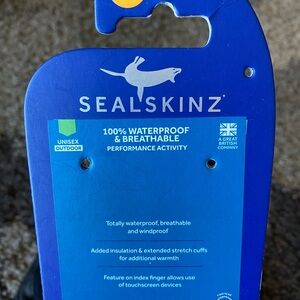 SEALSKINZ
100% WATERPROOF
& BREATHABLE
PERFORMANCE ACTIVITY
UNISEX
OUTDOOR
A GREAT
BRITISH
COMPANY
Totally waterproof, breathable
and windproof
Added insulation & extended stretch cuffs
for additional warmth
Feature on index finger allows use
of touchscreen devices